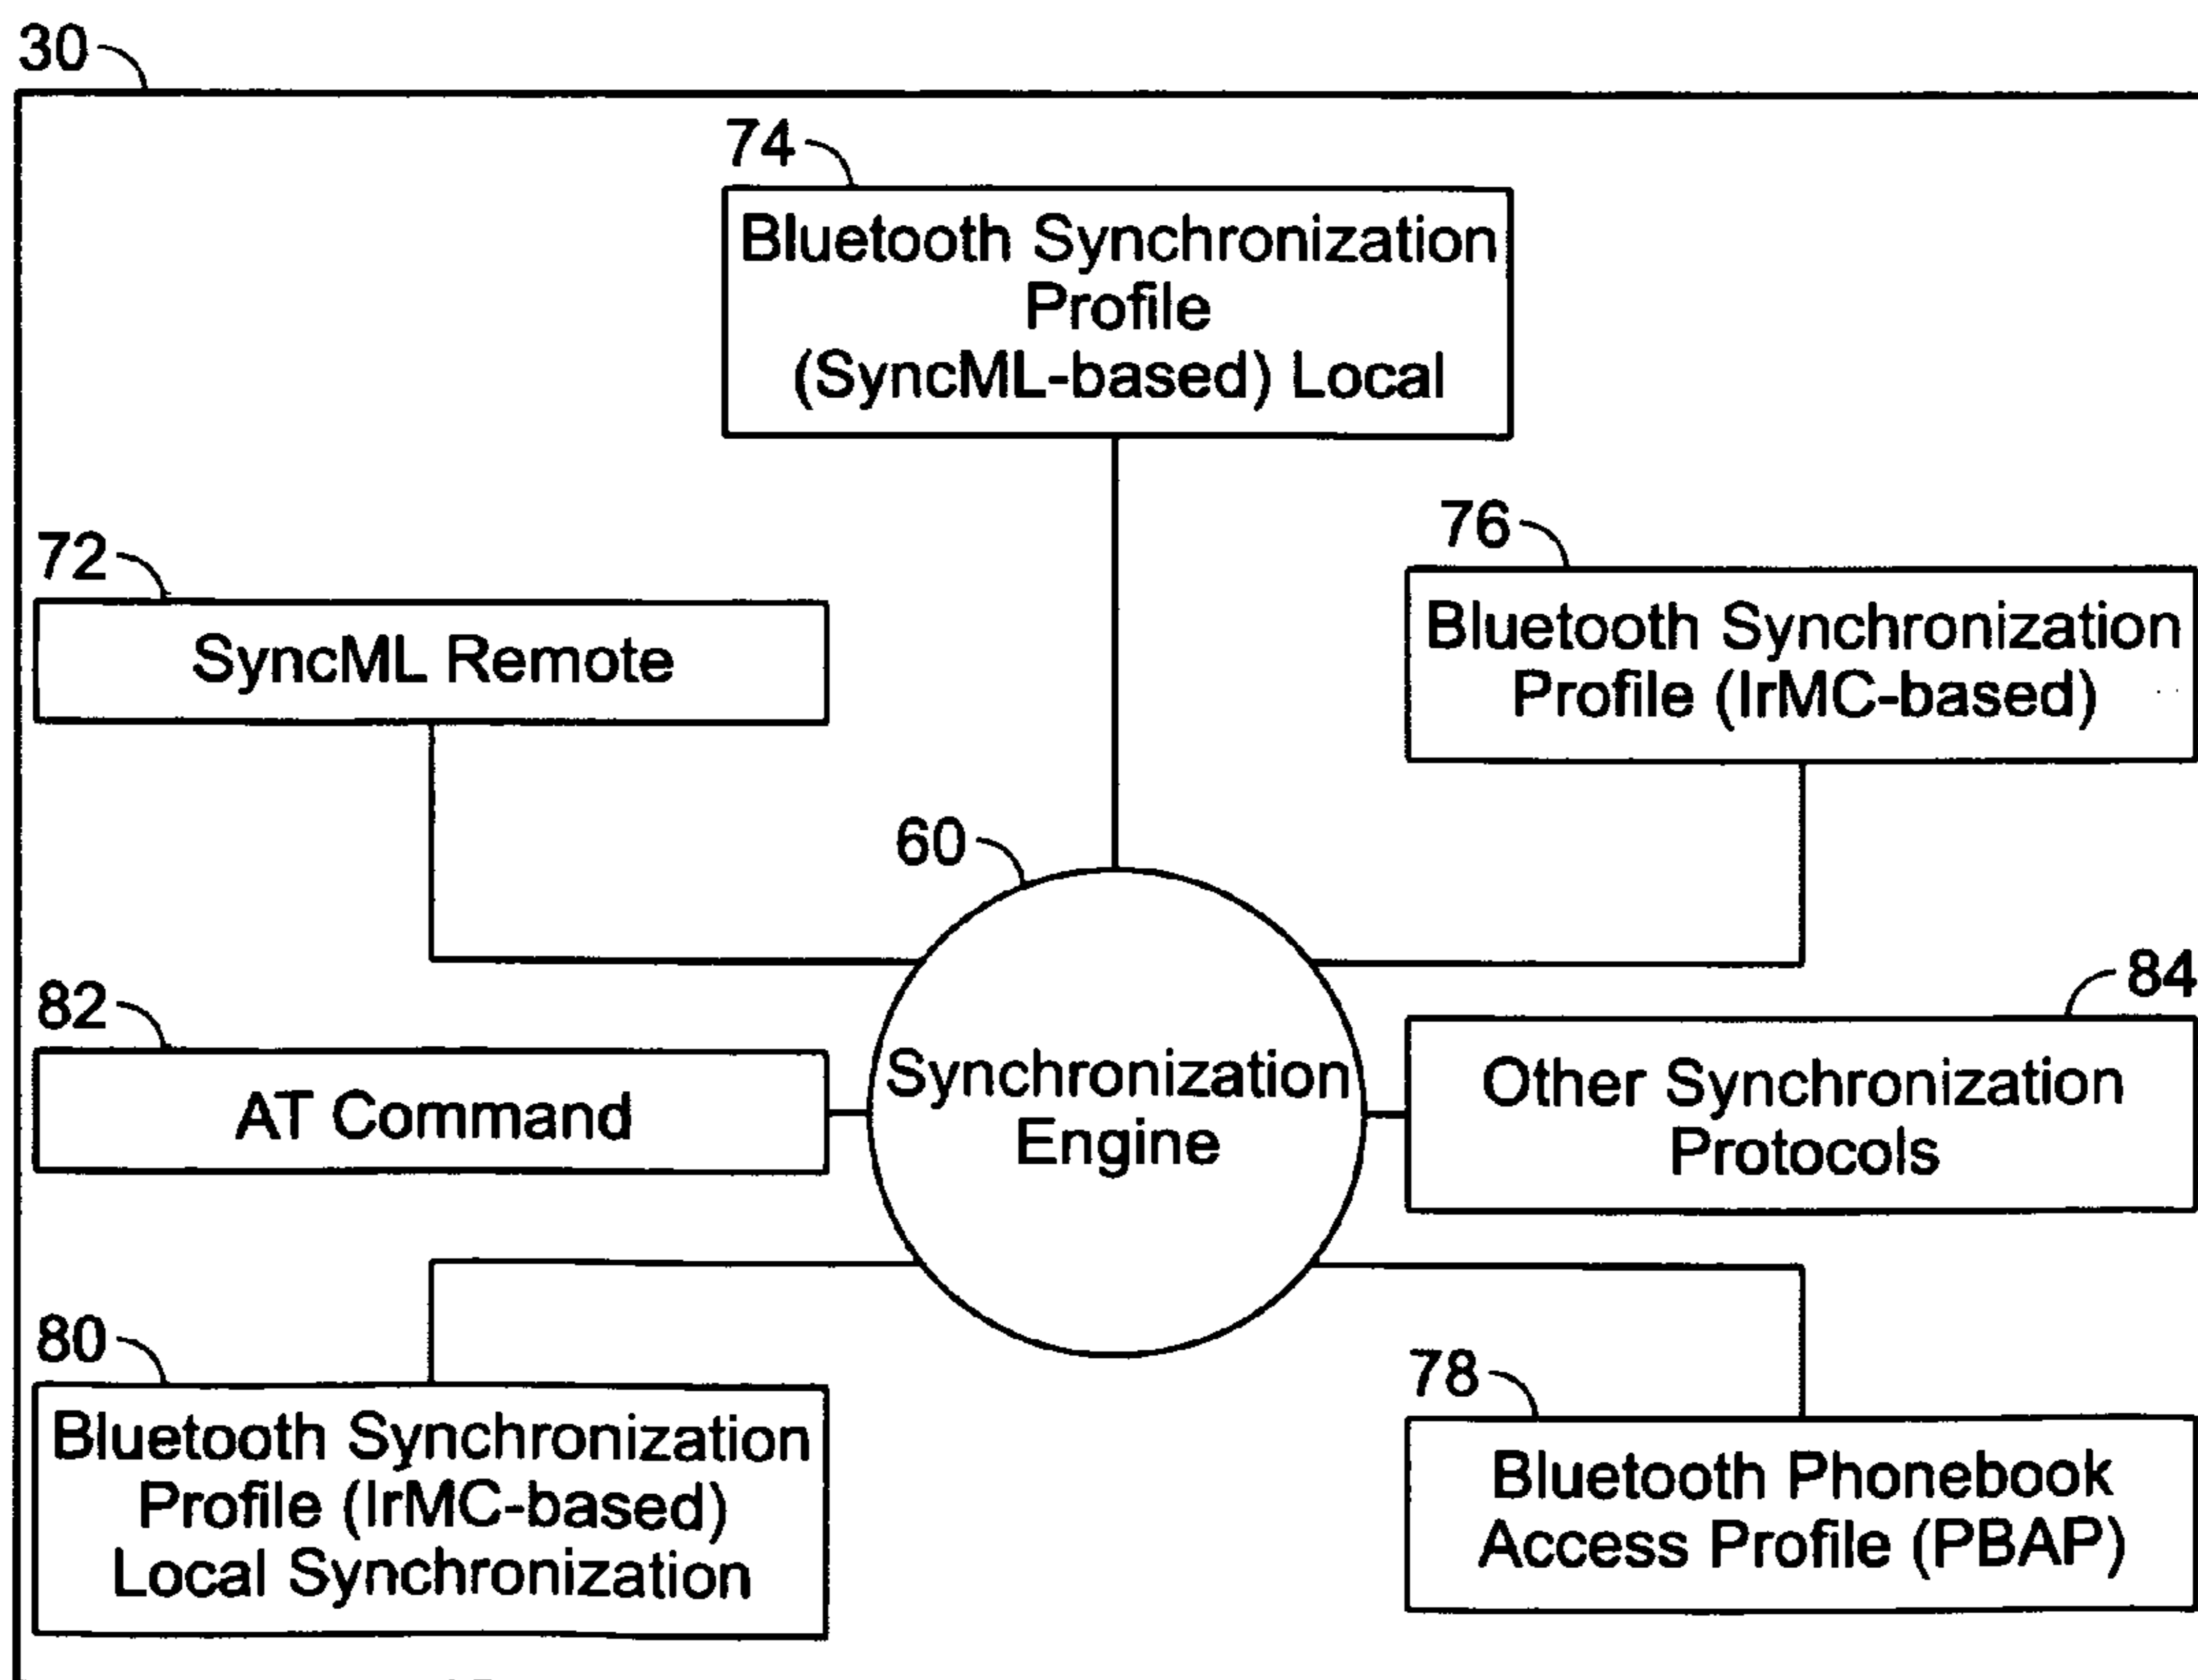 30
74
Bluetooth Synchronization
Profile
(SyncML-based) Local
72
SyncML Remote
76
Bluetooth Synchronization
Profile (IrMC-based)
60
Synchronization
Engine
82
AT Command
84
Other Synchronization
Protocols
80
Bluetooth Synchronization
Profile (IrMC-based)
Local Synchronization
78
Bluetooth Phonebook
Access Profile (PBAP)